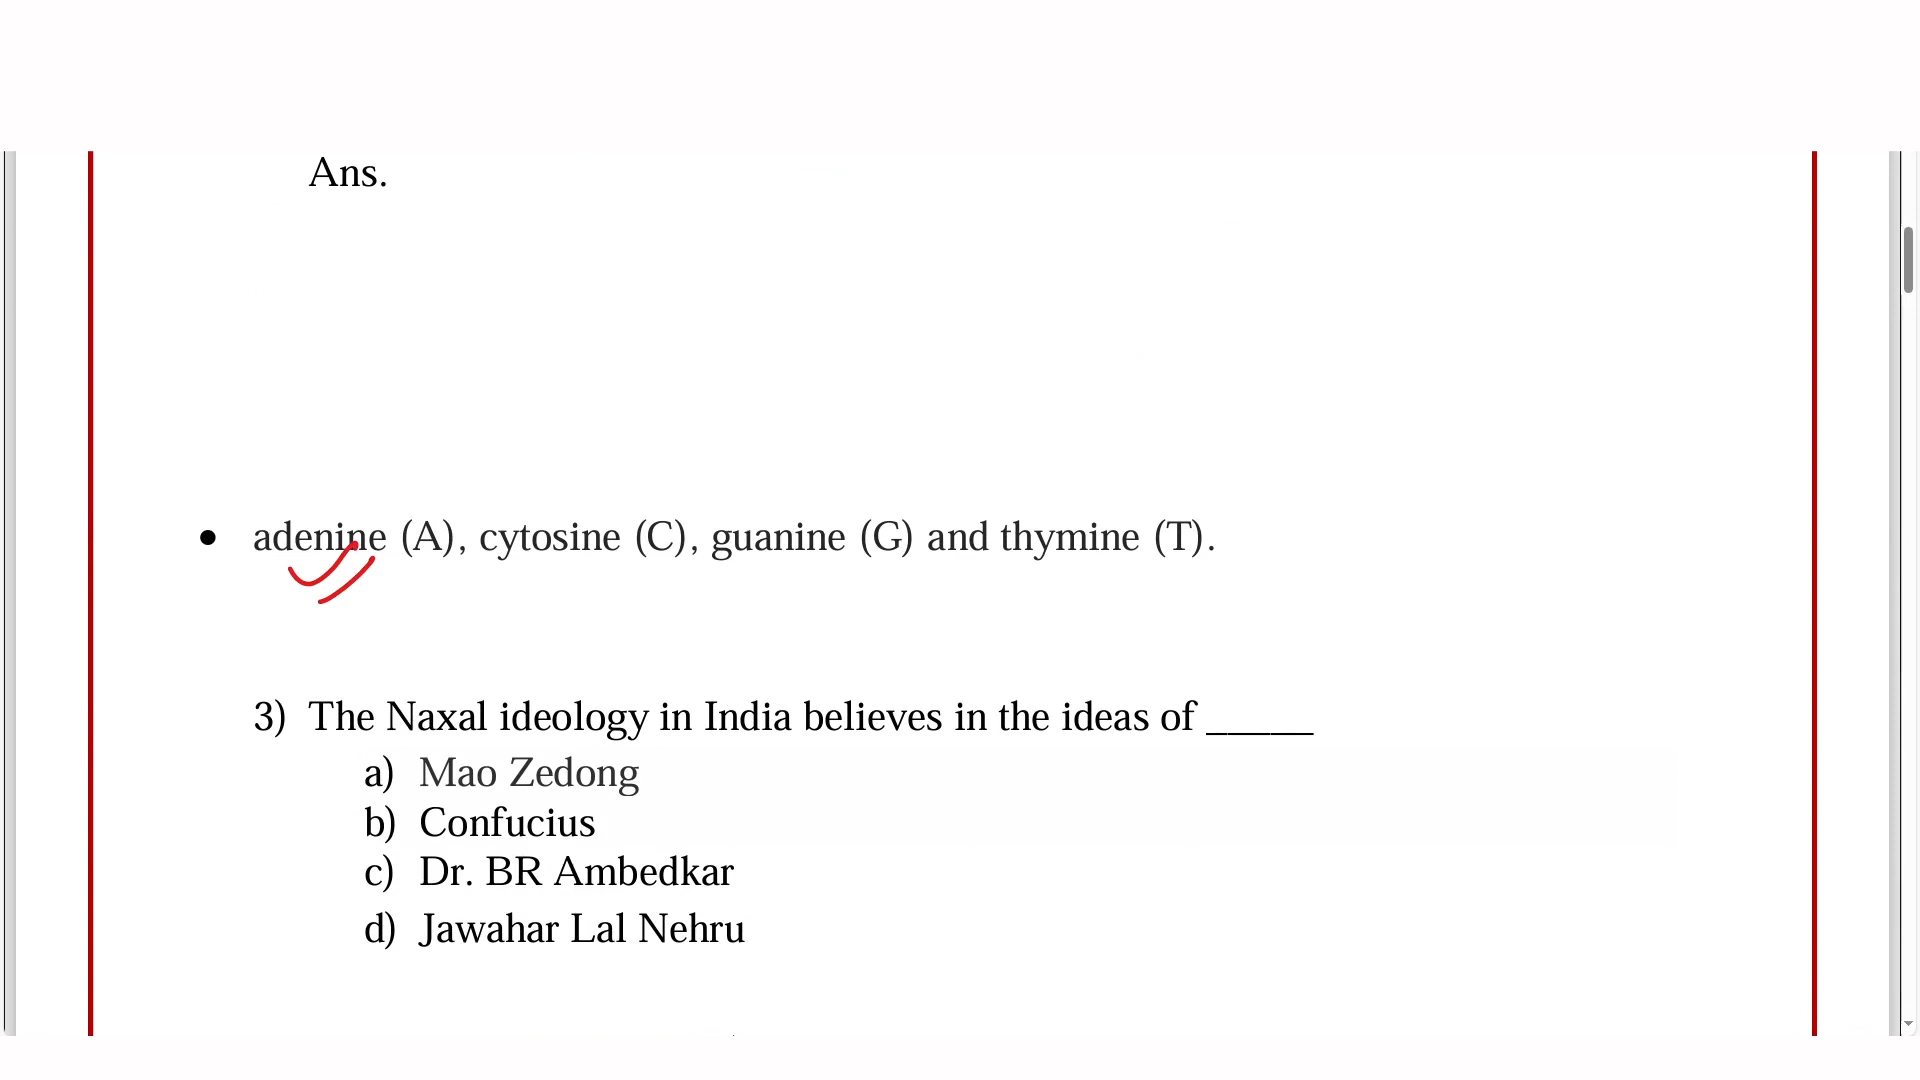 Ans.
• adenine (A), cytosine (C), guanine (G) and thymine (T).
3) The Naxal ideology in India believes in the ideas of _____
a) Mao Zedong
b) Confucius
c) Dr. BR Ambedkar
d) Jawahar Lal Nehru